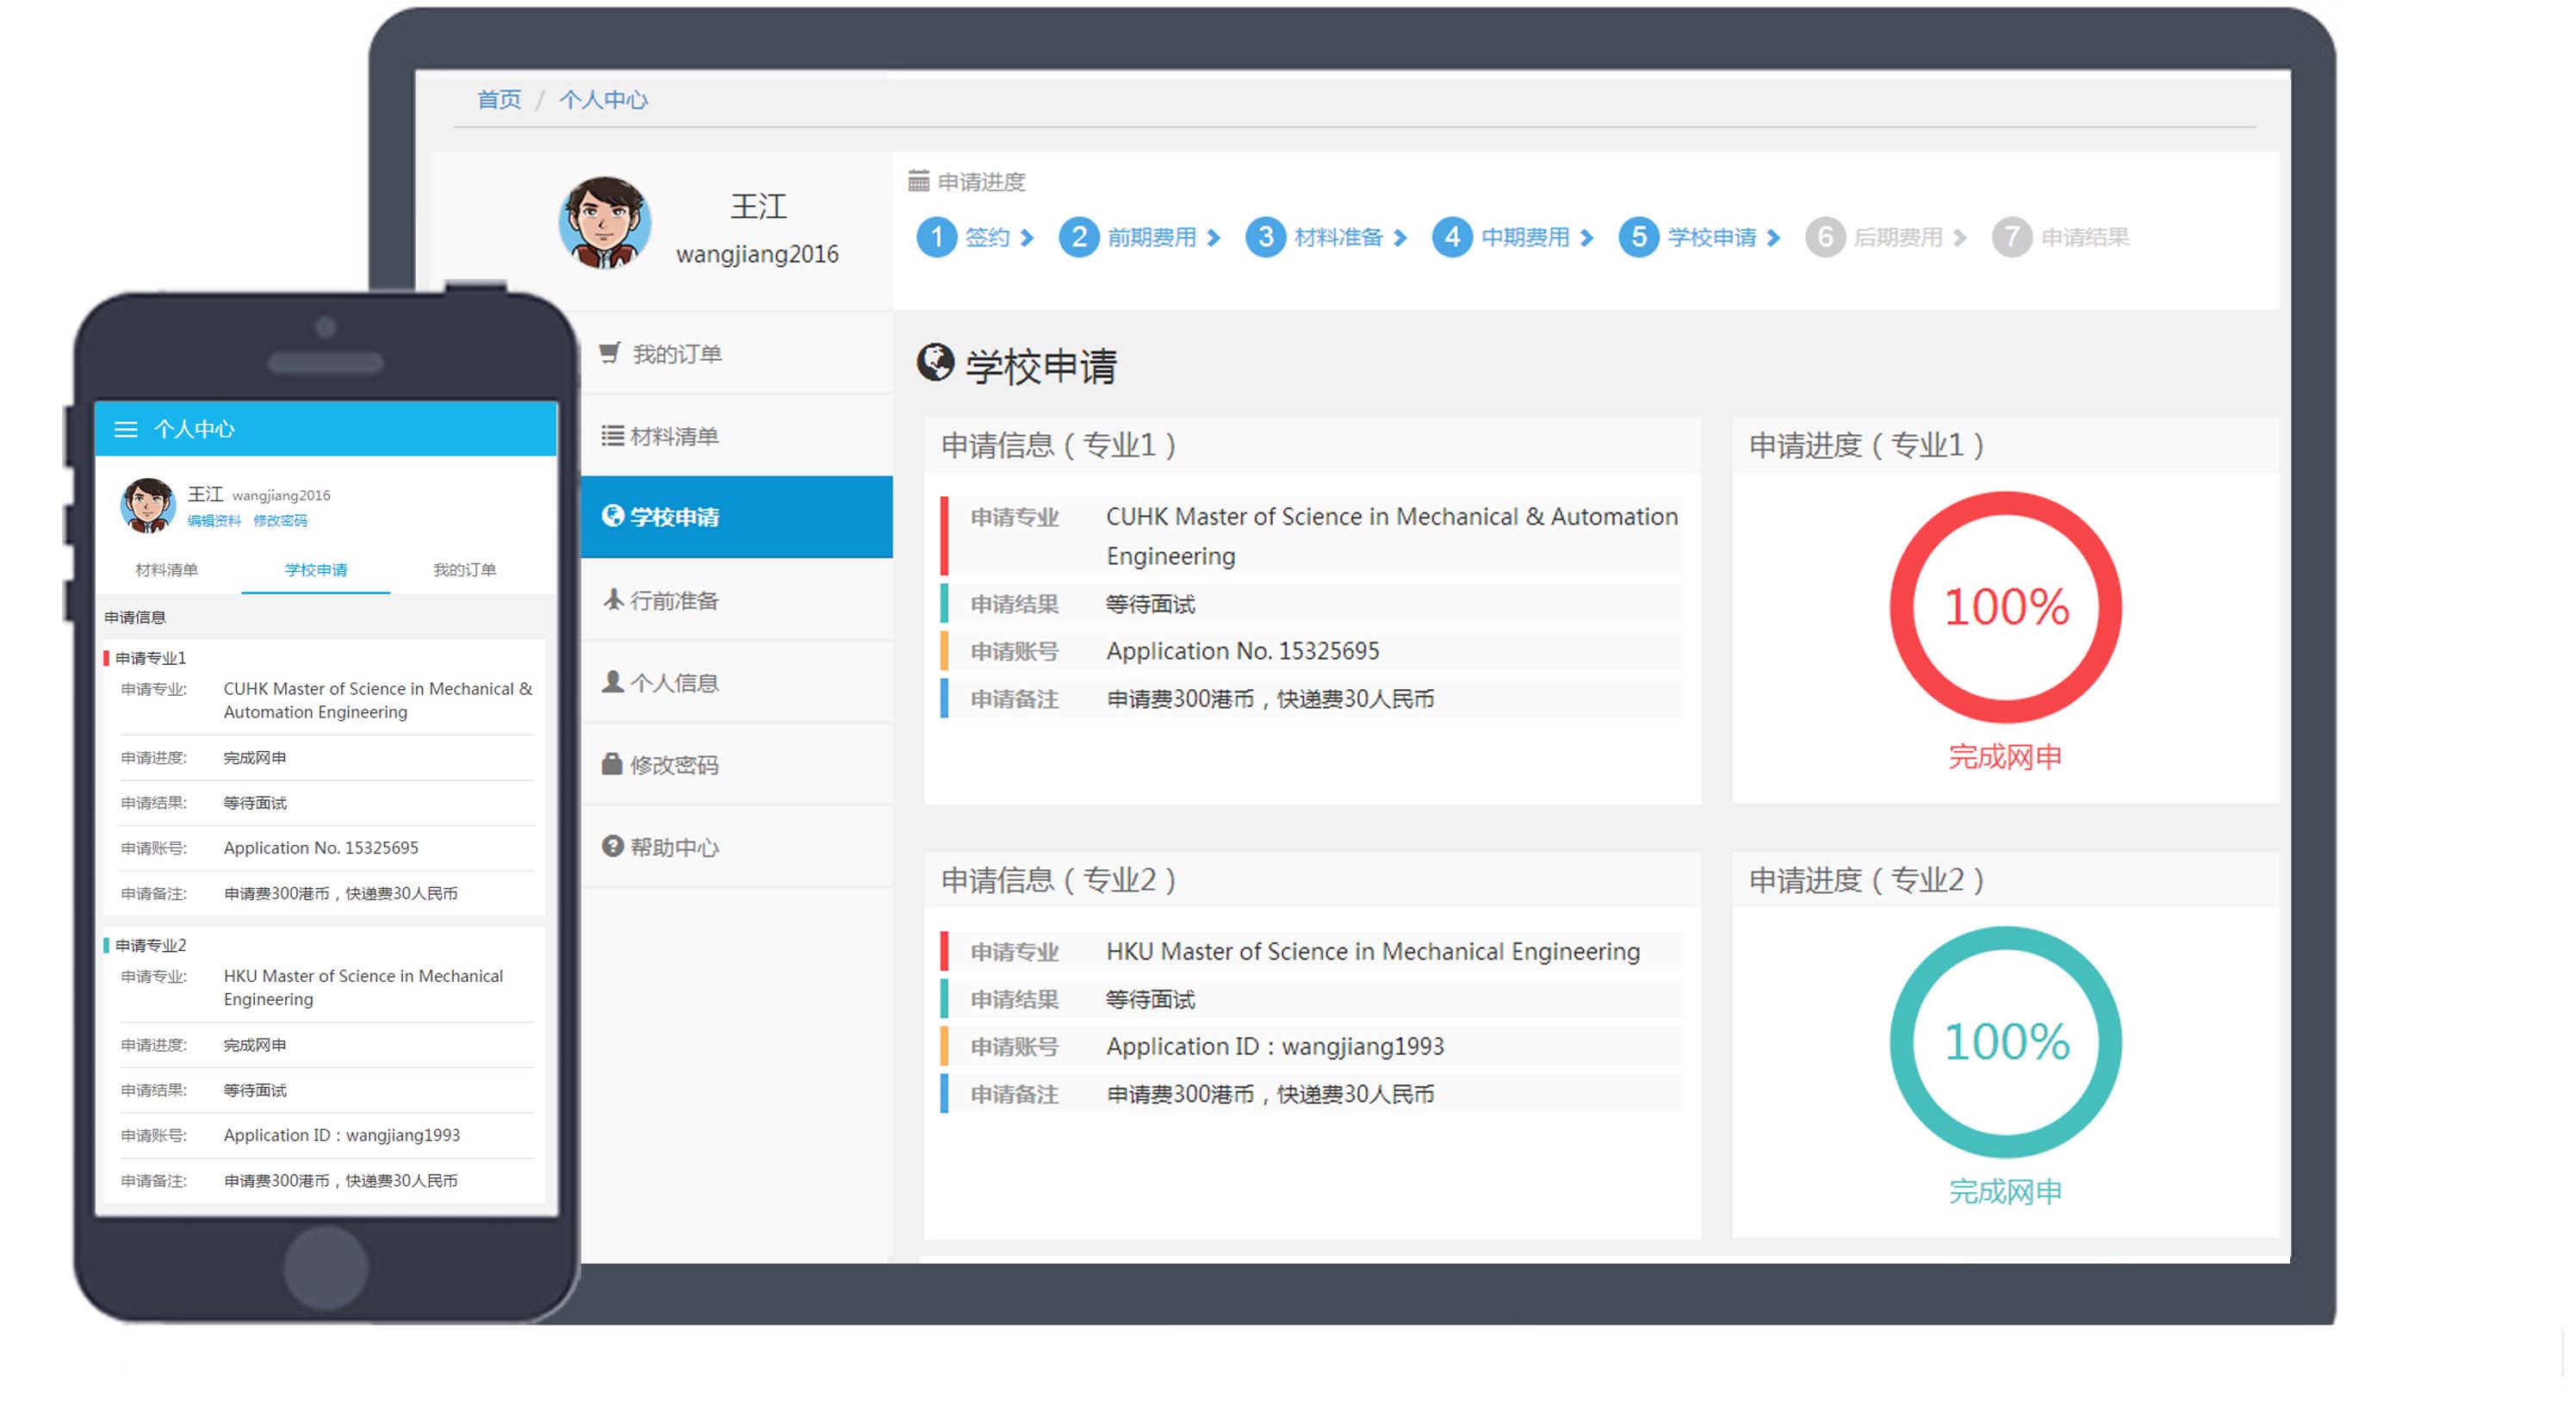 首页 / 个人中心
王江
wangjiang2016
申请进度
1 签约 2 前期费用 3 材料准备 4 中期费用 5 学校申请 6 后期费用 7 申请结果
我的订单
材料清单
学校申请
行前准备
个人信息
修改密码
帮助中心
学校申请
申请信息（专业1）
申请专业 CUHK Master of Science in Mechanical & Automation
Engineering
申请结果 等待面试
申请账号 Application No. 15325695
申请备注 申请费300港币，快递费30人民币
申请进度（专业1）
100%
完成网申
申请信息（专业2）
申请专业 HKU Master of Science in Mechanical Engineering
申请结果 等待面试
申请账号 Application ID：wangjiang1993
申请备注 申请费300港币，快递费30人民币
申请进度（专业2）
100%
完成网申
个人中心
王江 wangjiang2016
编辑资料 修改密码
材料清单 学校申请 我的订单
申请信息
申请专业1
申请专业: CUHK Master of Science in Mechanical &
Automation Engineering
申请进度: 完成网申
申请结果: 等待面试
申请账号: Application No. 15325695
申请备注: 申请费300港币，快递费30人民币
申请专业2
申请专业: HKU Master of Science in Mechanical
Engineering
申请进度: 完成网申
申请结果: 等待面试
申请账号: Application ID：wangjiang1993
申请备注: 申请费300港币，快递费30人民币